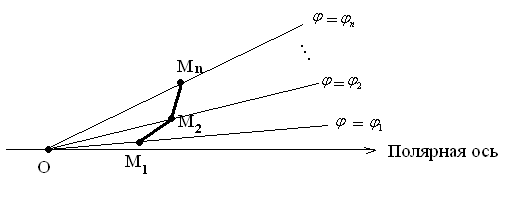 φ = φₙ
Mn
φ = φ₂
M₂
φ = φ₁
O
M₁
Полярная ось